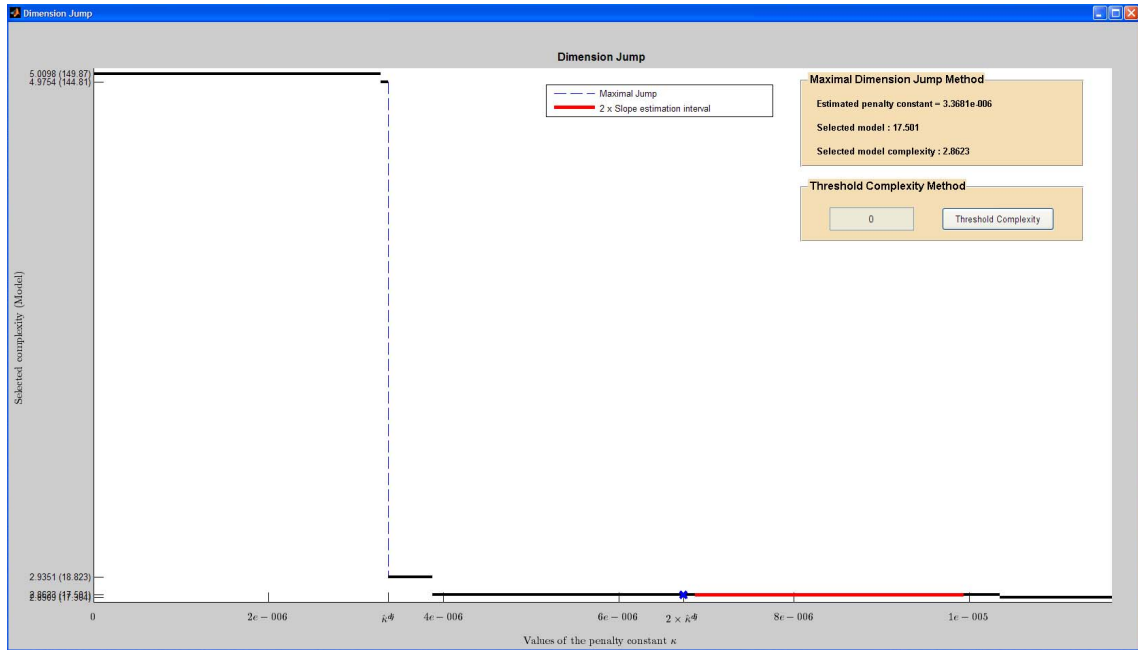 Dimension Jump
Dimension Jump
5.0098 (149.87)
4.9754 (144.81)
Maximal Jump
2 x Slope estimation interval
Maximal Dimension Jump Method
Estimated penalty constant = 3.3681e-006
Selected model : 17.501
Selected model complexity : 2.8623
Threshold Complexity Method
0
Threshold Complexity
Selected complexity (Model)
2.9351 (18.823)
0
2e − 006
κ̂^dj
4e − 006
6e − 006
2 × κ̂^dj
8e − 006
1e − 005
Values of the penalty constant κ